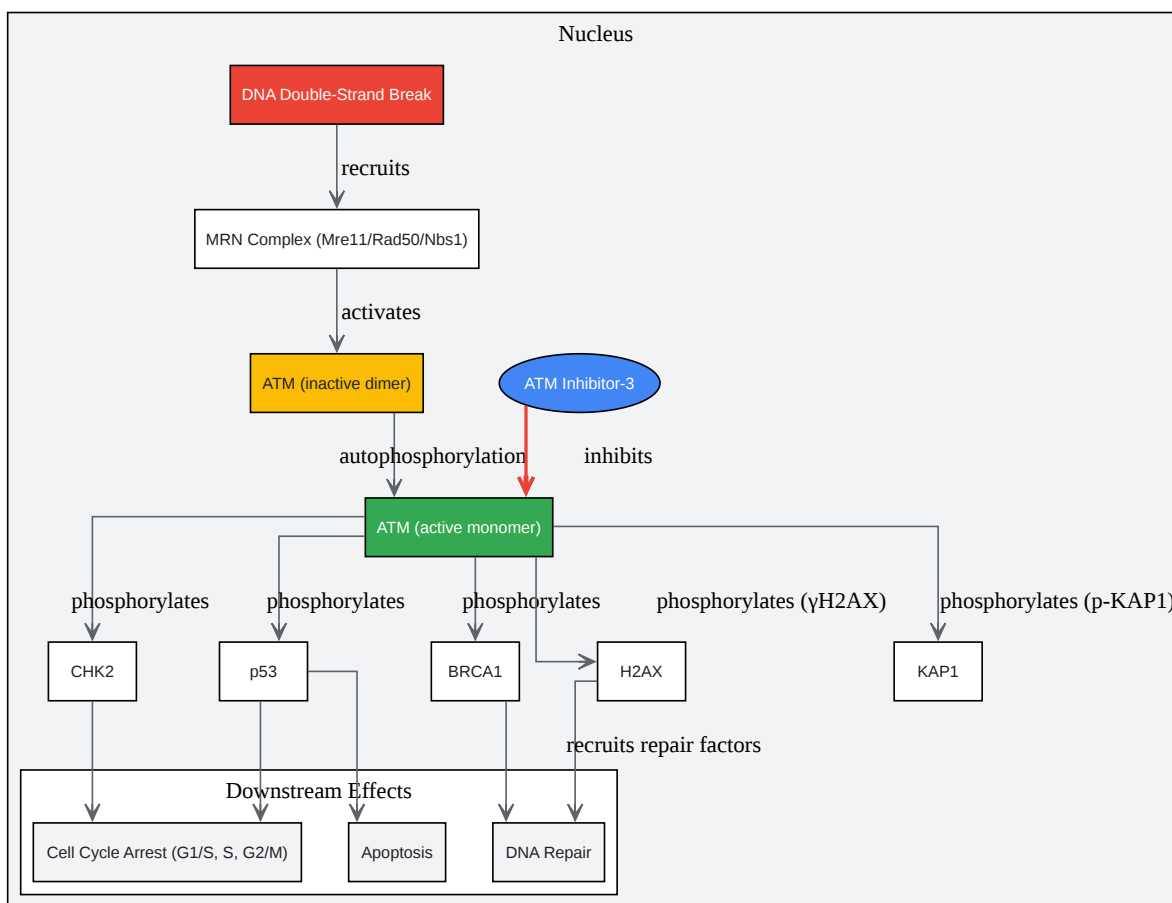 Nucleus
DNA Double-Strand Break
recruits
MRN Complex (Mre11/Rad50/Nbs1)
activates
ATM (inactive dimer)
ATM Inhibitor-3
autophosphorylation
inhibits
ATM (active monomer)
phosphorylates
phosphorylates
phosphorylates
phosphorylates (γH2AX)
phosphorylates (p-KAP1)
CHK2
p53
BRCA1
H2AX
KAP1
recruits repair factors
Downstream Effects
Cell Cycle Arrest (G1/S, S, G2/M)
Apoptosis
DNA Repair